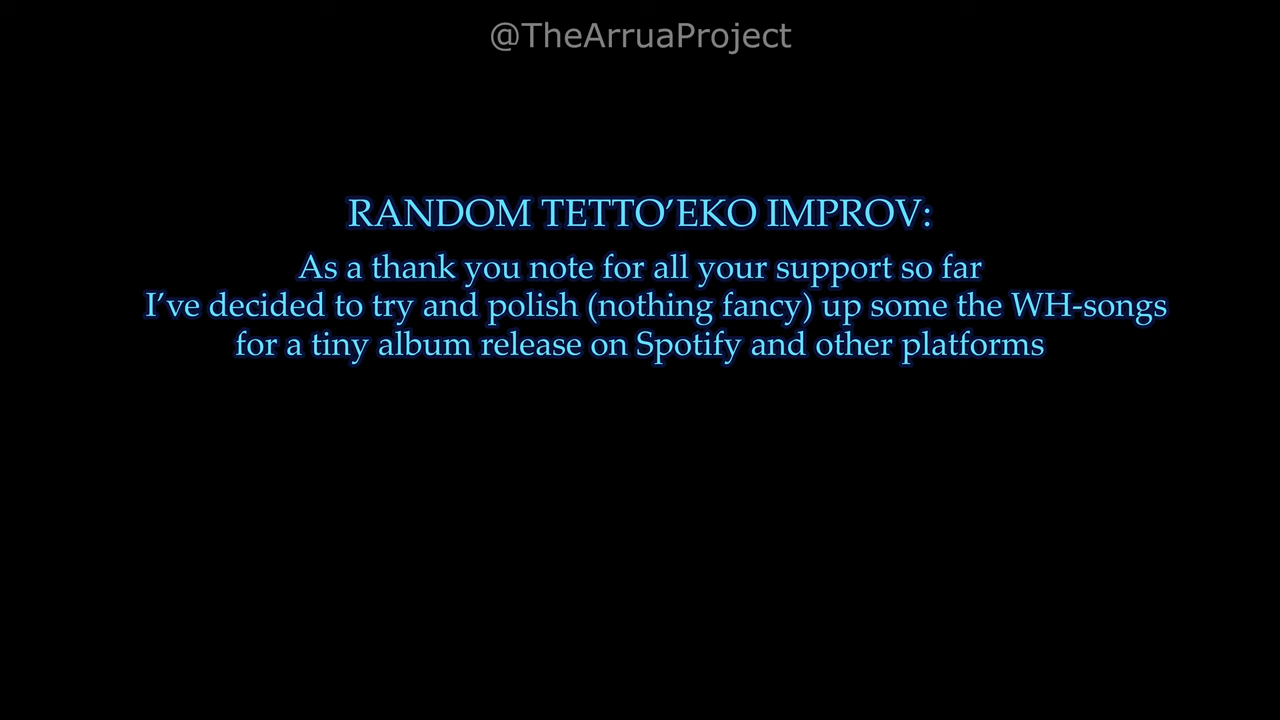 @TheArruaProject
RANDOM TETTO’EKO IMPROV:
As a thank you note for all your support so far
I’ve decided to try and polish (nothing fancy) up some the WH-songs
for a tiny album release on Spotify and other platforms